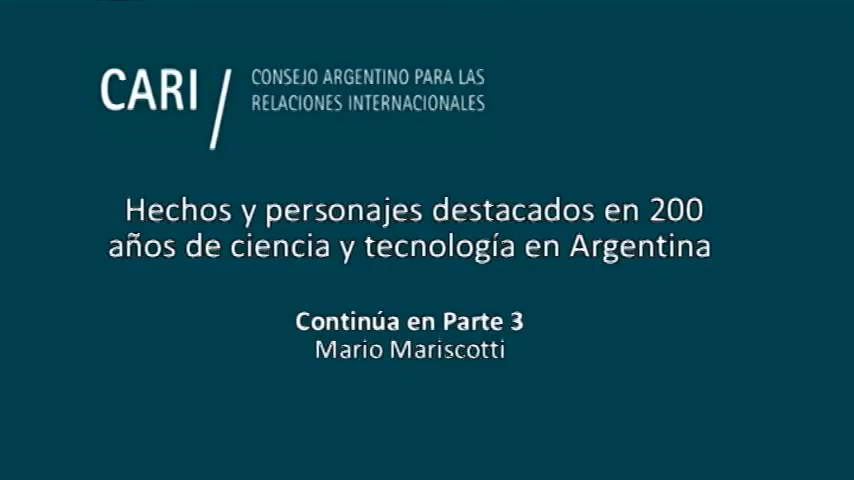 CARI
CONSEJO ARGENTINO PARA LAS
RELACIONES INTERNACIONALES
Hechos y personajes destacados en 200
años de ciencia y tecnología en Argentina
Continúa en Parte 3
Mario Mariscotti